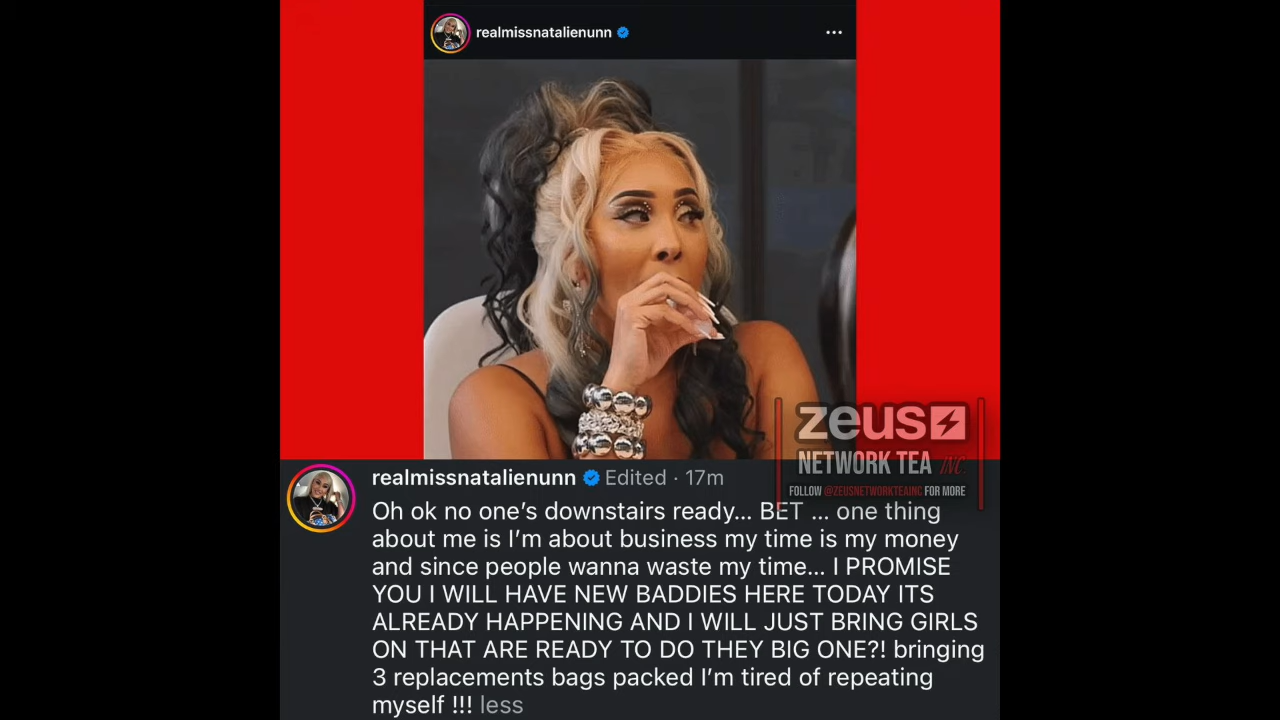 realmissnatalienunn
zeus
NETWORK TEA INC.
FOLLOW @ZEUSNETWORKTEAINC FOR MORE
realmissnatalienunn Edited · 17m
Oh ok no one’s downstairs ready... BET ... one thing
about me is I’m about business my time is my money
and since people wanna waste my time... I PROMISE
YOU I WILL HAVE NEW BADDIES HERE TODAY ITS
ALREADY HAPPENING AND I WILL JUST BRING GIRLS
ON THAT ARE READY TO DO THEY BIG ONE?! bringing
3 replacements bags packed I’m tired of repeating
myself !!! less